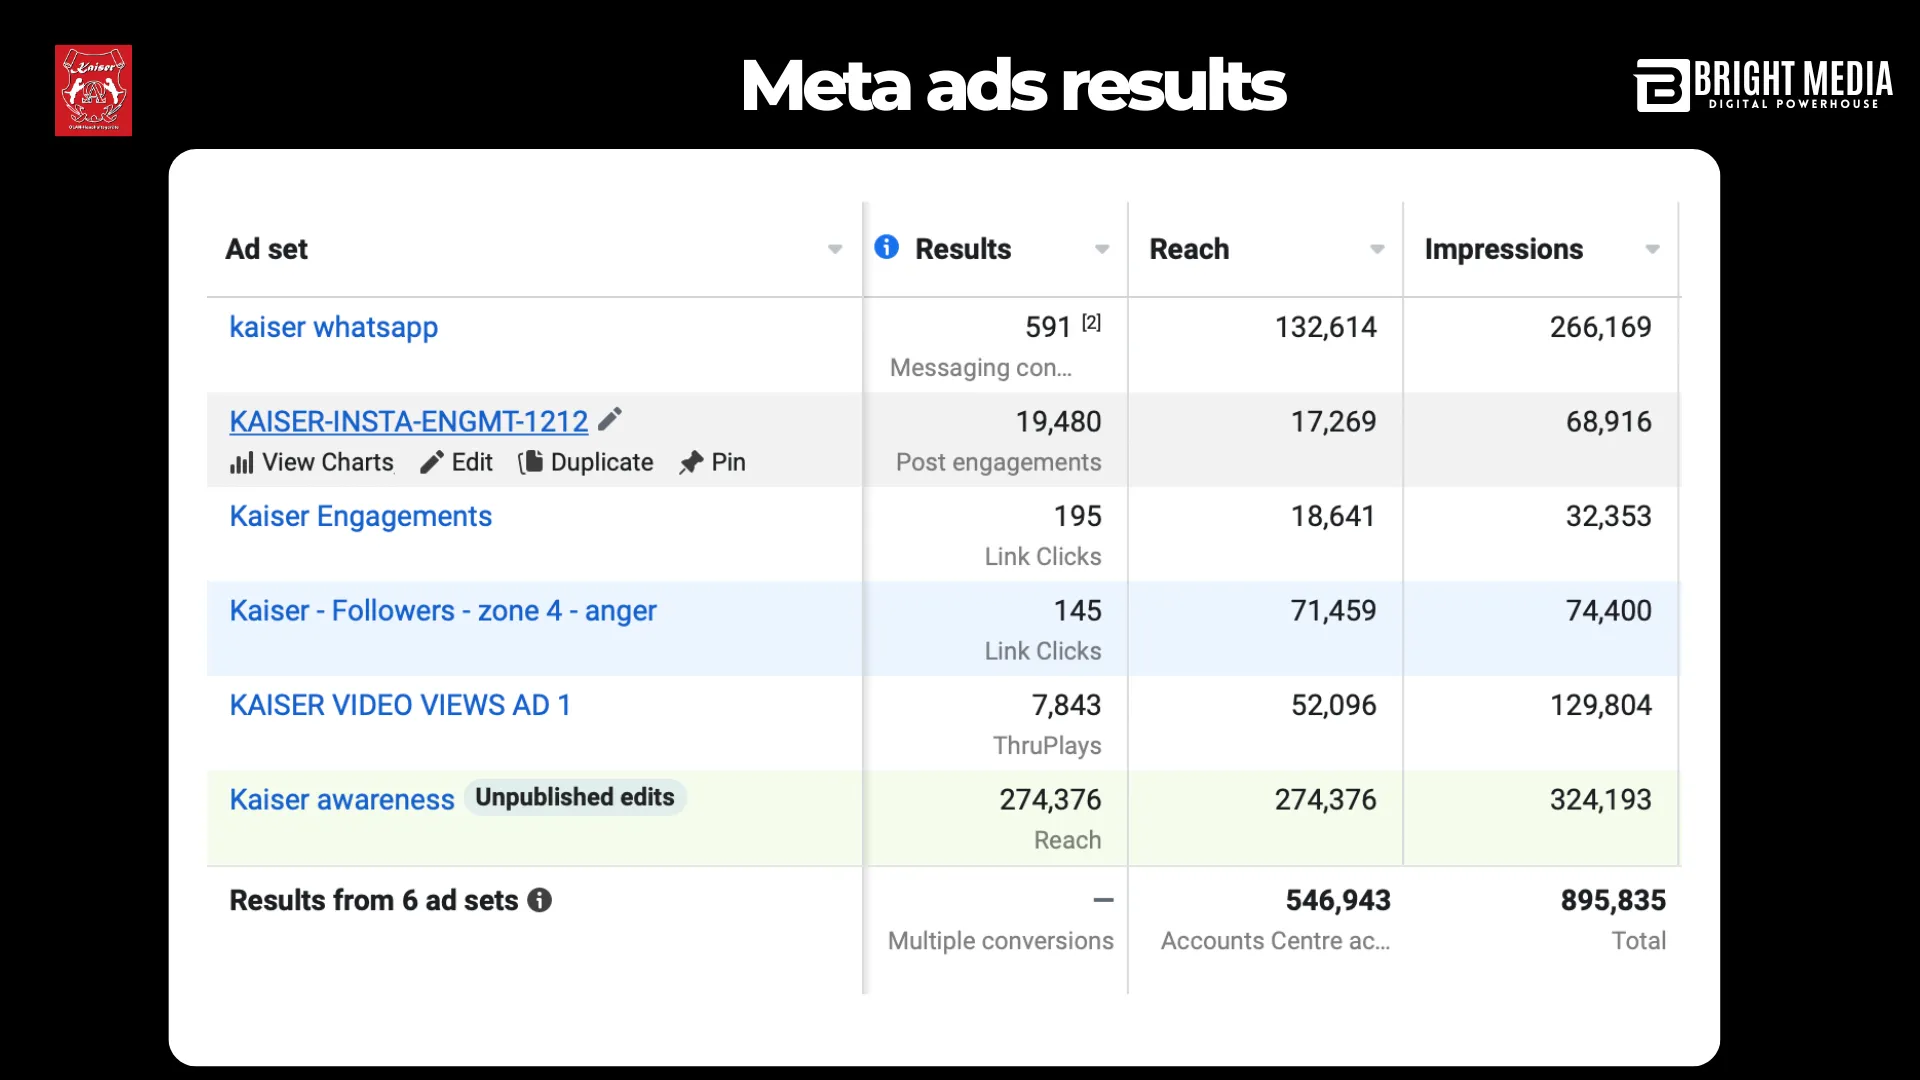 Kaiser
Meta ads results
BRIGHT MEDIA
DIGITAL POWERHOUSE
Ad set Results Reach Impressions
kaiser whatsapp 591 [2] 132,614 266,169
Messaging con...
KAISER-INSTA-ENGMT-1212 19,480 17,269 68,916
View Charts Edit Duplicate Pin Post engagements
Kaiser Engagements 195 18,641 32,353
Link Clicks
Kaiser - Followers - zone 4 - anger 145 71,459 74,400
Link Clicks
KAISER VIDEO VIEWS AD 1 7,843 52,096 129,804
ThruPlays
Kaiser awareness Unpublished edits 274,376 274,376 324,193
Reach
Results from 6 ad sets — 546,943 895,835
Multiple conversions Accounts Centre ac... Total